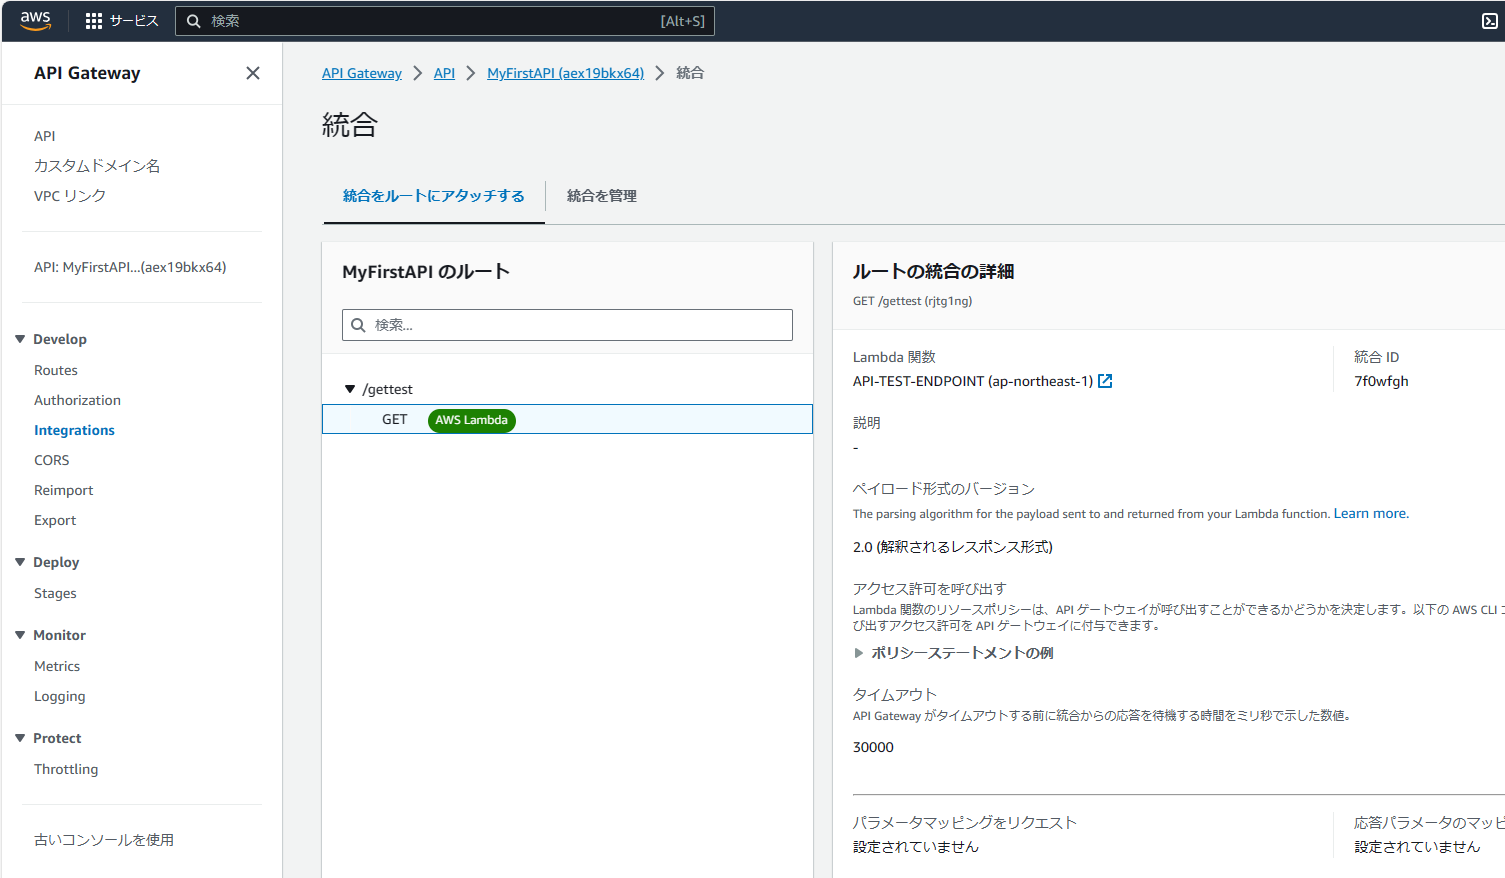 aws サービス 検索 [Alt+S]
API Gateway
API
カスタムドメイン名
VPC リンク
API: MyFirstAPI...(aex19bkx64)
Develop
Routes
Authorization
Integrations
CORS
Reimport
Export
Deploy
Stages
Monitor
Metrics
Logging
Protect
Throttling
古いコンソールを使用
API Gateway API MyFirstAPI (aex19bkx64) 統合
統合
統合をルートにアタッチする 統合を管理
MyFirstAPI のルート
検索...
/gettest
GET AWS Lambda
ルートの統合の詳細
GET /gettest (rjtg1ng)
Lambda 関数
API-TEST-ENDPOINT (ap-northeast-1)
統合 ID
7f0wfgh
説明
-
ペイロード形式のバージョン
The parsing algorithm for the payload sent to and returned from your Lambda function. Learn more.
2.0 (解釈されるレスポンス形式)
アクセス許可を呼び出す
Lambda 関数のリソースポリシーは、API ゲートウェイが呼び出すことができるかどうかを決定します。以下の AWS CLI
び出すアクセス許可を API ゲートウェイに付与できます。
ポリシーステートメントの例
タイムアウト
API Gateway がタイムアウトする前に統合からの応答を待機する時間をミリ秒で示した数値。
30000
パラメータマッピングをリクエスト
設定されていません
応答パラメータのマッピ
設定されていません